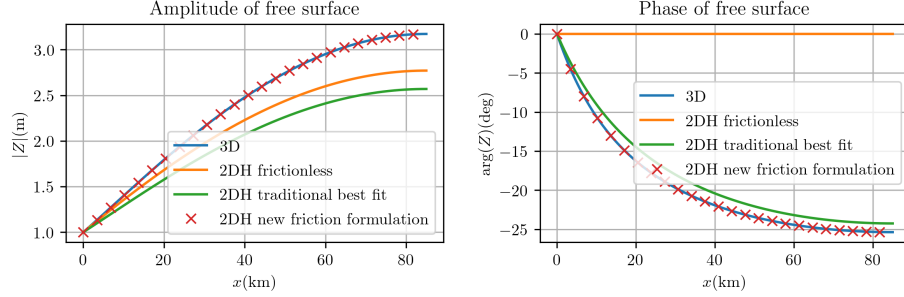 Amplitude of free surface
3.0
2.5
2.0
1.5
1.0
|Z|(m)
3D
2DH frictionless
2DH traditional best fit
2DH new friction formulation
0 20 40 60 80
x(km)
Phase of free surface
0
−5
−10
−15
−20
−25
arg(Z)(deg)
3D
2DH frictionless
2DH traditional best fit
2DH new friction formulation
0 20 40 60 80
x(km)